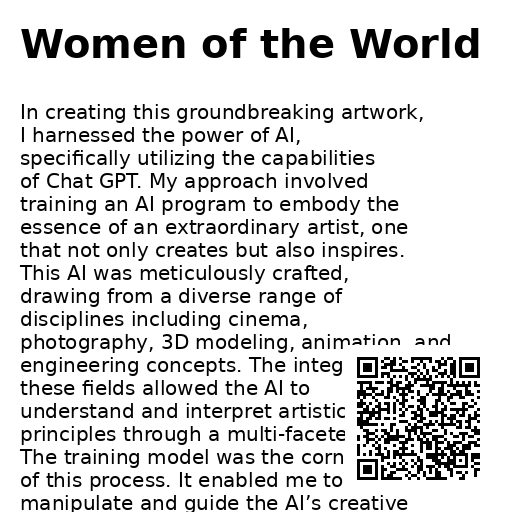 Women of the World
In creating this groundbreaking artwork,
I harnessed the power of AI,
specifically utilizing the capabilities
of Chat GPT. My approach involved
training an AI program to embody the
essence of an extraordinary artist, one
that not only creates but also inspires.
This AI was meticulously crafted,
drawing from a diverse range of
disciplines including cinema,
photography, 3D modeling, animation, and
engineering concepts. The integ
these fields allowed the AI to
understand and interpret artistic
principles through a multi-facete
The training model was the corn
of this process. It enabled me to
manipulate and guide the AI’s creative